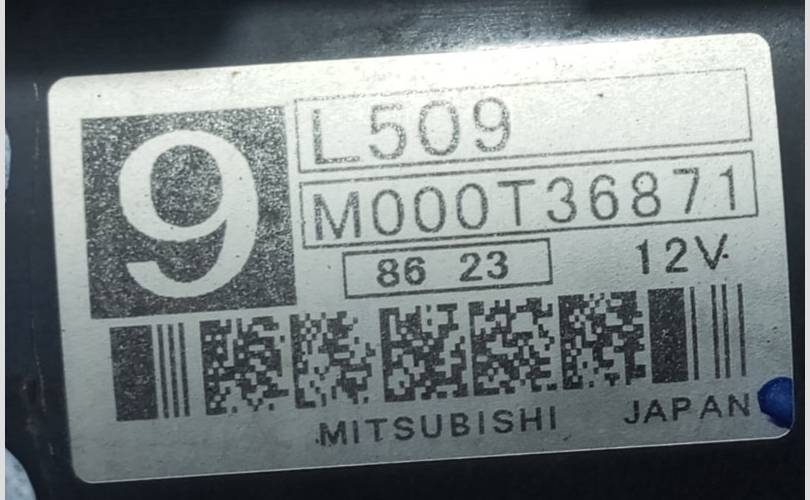 9
L509
M000T36871
86 23
12V
MITSUBISHI
JAPAN